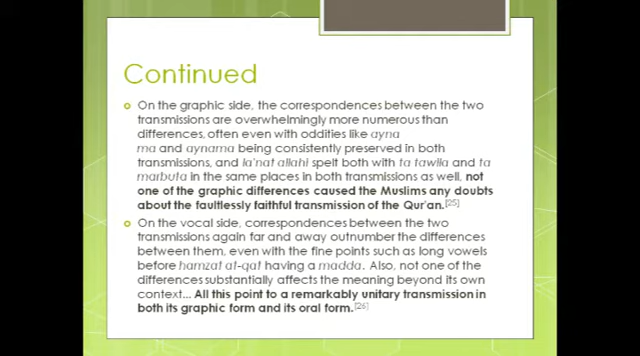 Continued
On the graphic side, the correspondences between the two
transmissions are overwhelmingly more numerous than
differences, often even with oddities like ayna
ma and aynama being consistently preserved in both
transmissions, and la'nat allahi spelt both with ta tawila and ta
marbuta in the same places in both transmissions as well, not
one of the graphic differences caused the Muslims any doubts
about the faultlessly faithful transmission of the Qur'an.[25]
On the vocal side, correspondences between the two
transmissions again far and away outnumber the differences
between them, even with the fine points such as long vowels
before hamzat at-qat having a madda. Also, not one of the
differences substantially affects the meaning beyond its own
context... All this point to a remarkably unitary transmission in
both its graphic form and its oral form.[26]